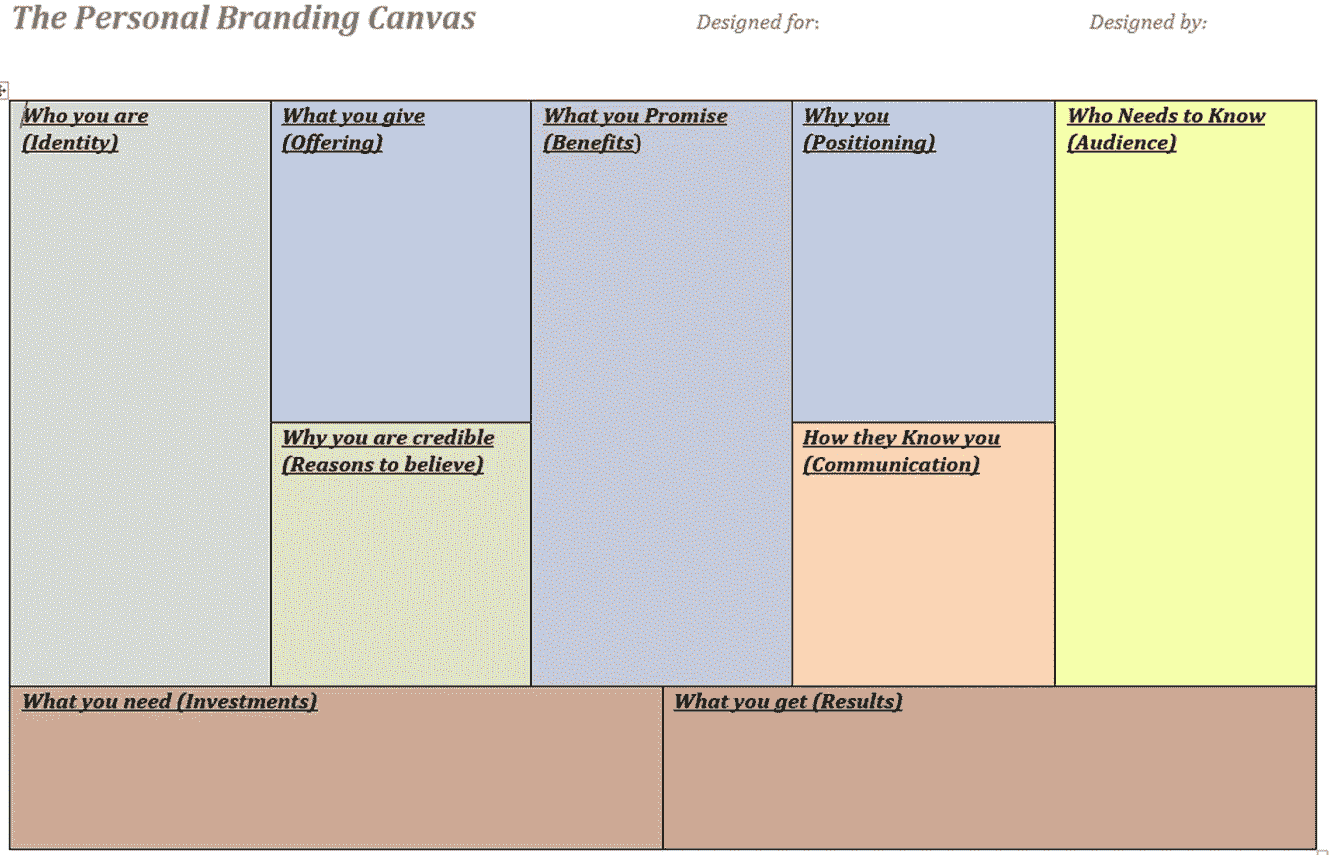 The Personal Branding Canvas
Designed for:
Designed by:
Who you are
(Identity)
What you give
(Offering)
What you Promise
(Benefits)
Why you
(Positioning)
Who Needs to Know
(Audience)
Why you are credible
(Reasons to believe)
How they Know you
(Communication)
What you need (Investments)
What you get (Results)